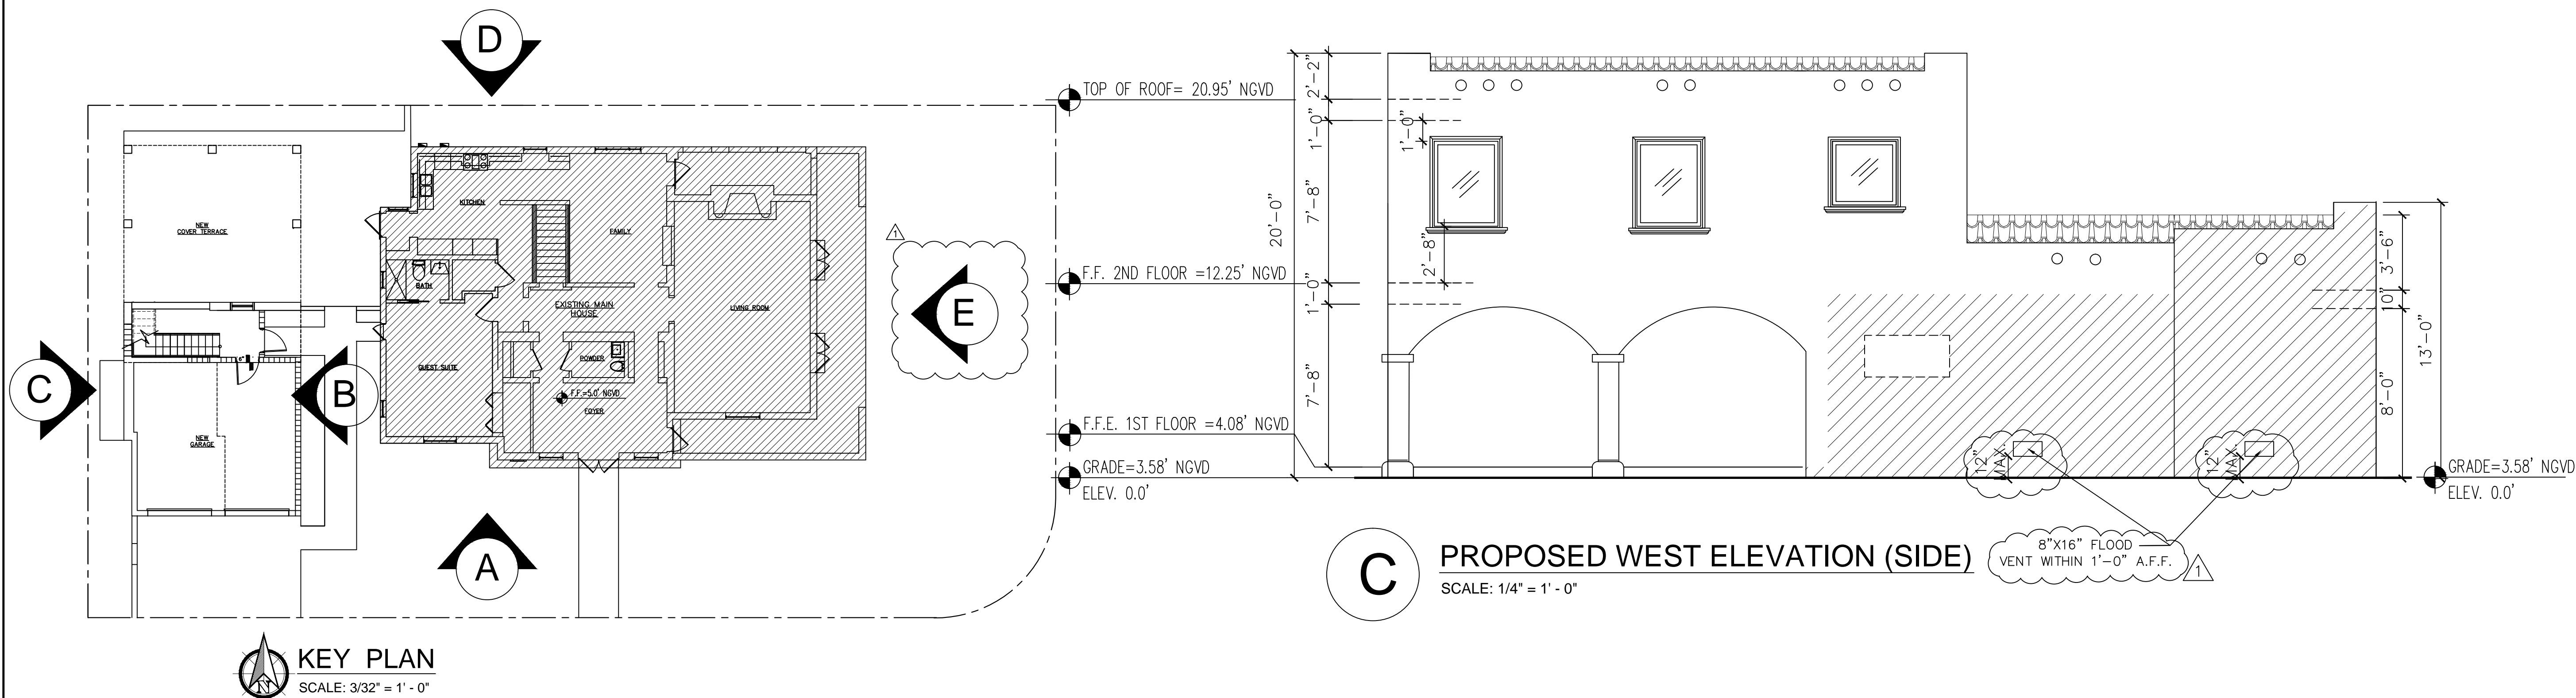 D
NEW
COVER TERRACE
KITCHEN
FAMILY
BATH
EXISTING MAIN
HOUSE
LIVING ROOM
1
E
C
B
GUEST SUITE
POWDER
F.F.=5.0' NGVD
FOYER
NEW
GARAGE
6"
A
N
KEY PLAN
SCALE: 3/32" = 1' - 0"
TOP OF ROOF= 20.95' NGVD
F.F. 2ND FLOOR =12.25' NGVD
F.F.E. 1ST FLOOR =4.08' NGVD
GRADE=3.58' NGVD
ELEV. 0.0'
20'-0"
2'-2"
1'-0"
7'-8"
1'-0"
7'-8"
1'-0"
2'-8"
3'-6"
10"
8'-0"
13'-0"
12"
MAX.
12"
MAX.
GRADE=3.58' NGVD
ELEV. 0.0'
C
PROPOSED WEST ELEVATION (SIDE)
SCALE: 1/4" = 1' - 0"
8"X16" FLOOD
VENT WITHIN 1'-0" A.F.F.
1